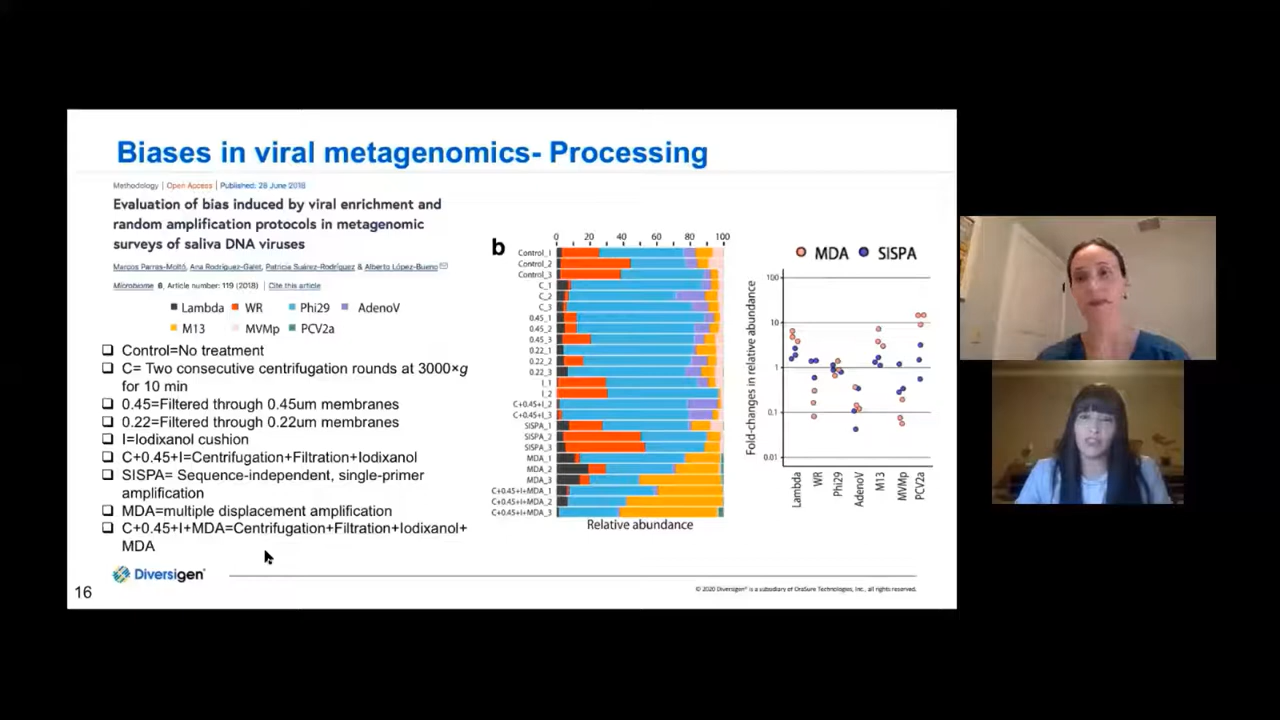 Biases in viral metagenomics- Processing
Methodology | Open Access | Published: 28 June 2018
Evaluation of bias induced by viral enrichment and
random amplification protocols in metagenomic
surveys of saliva DNA viruses
Marcos Parras-Moltó, Ana Rodríguez-Galet, Patricia Suárez-Rodríguez & Alberto López-Bueno
Microbiome 6, Article number: 119 (2018) | Cite this article
Lambda WR Phi29 AdenoV
M13 MVMp PCV2a
Control=No treatment
C= Two consecutive centrifugation rounds at 3000×g
for 10 min
0.45=Filtered through 0.45um membranes
0.22=Filtered through 0.22um membranes
I=Iodixanol cushion
C+0.45+I=Centrifugation+Filtration+Iodixanol
SISPA= Sequence-independent, single-primer
amplification
MDA=multiple displacement amplification
C+0.45+I+MDA=Centrifugation+Filtration+Iodixanol+
MDA
b
0 20 40 60 80 100
Control_1
Control_2
Control_3
C_1
C_2
C_3
0.45_1
0.45_2
0.45_3
0.22_1
0.22_2
0.22_3
I_1
I_2
C+0.45+I_2
C+0.45+I_3
SISPA_1
SISPA_2
SISPA_3
MDA_1
MDA_2
MDA_3
C+0.45+I+MDA_1
C+0.45+I+MDA_2
C+0.45+I+MDA_3
Relative abundance
MDA SISPA
Fold-changes in relative abundance
100
10
1
0.1
0.01
Lambda
WR
Phi29
AdenoV
M13
MVMp
PCV2a
16
Diversigen®
© 2020 Diversigen® is a subsidiary of OraSure Technologies, Inc., all rights reserved.